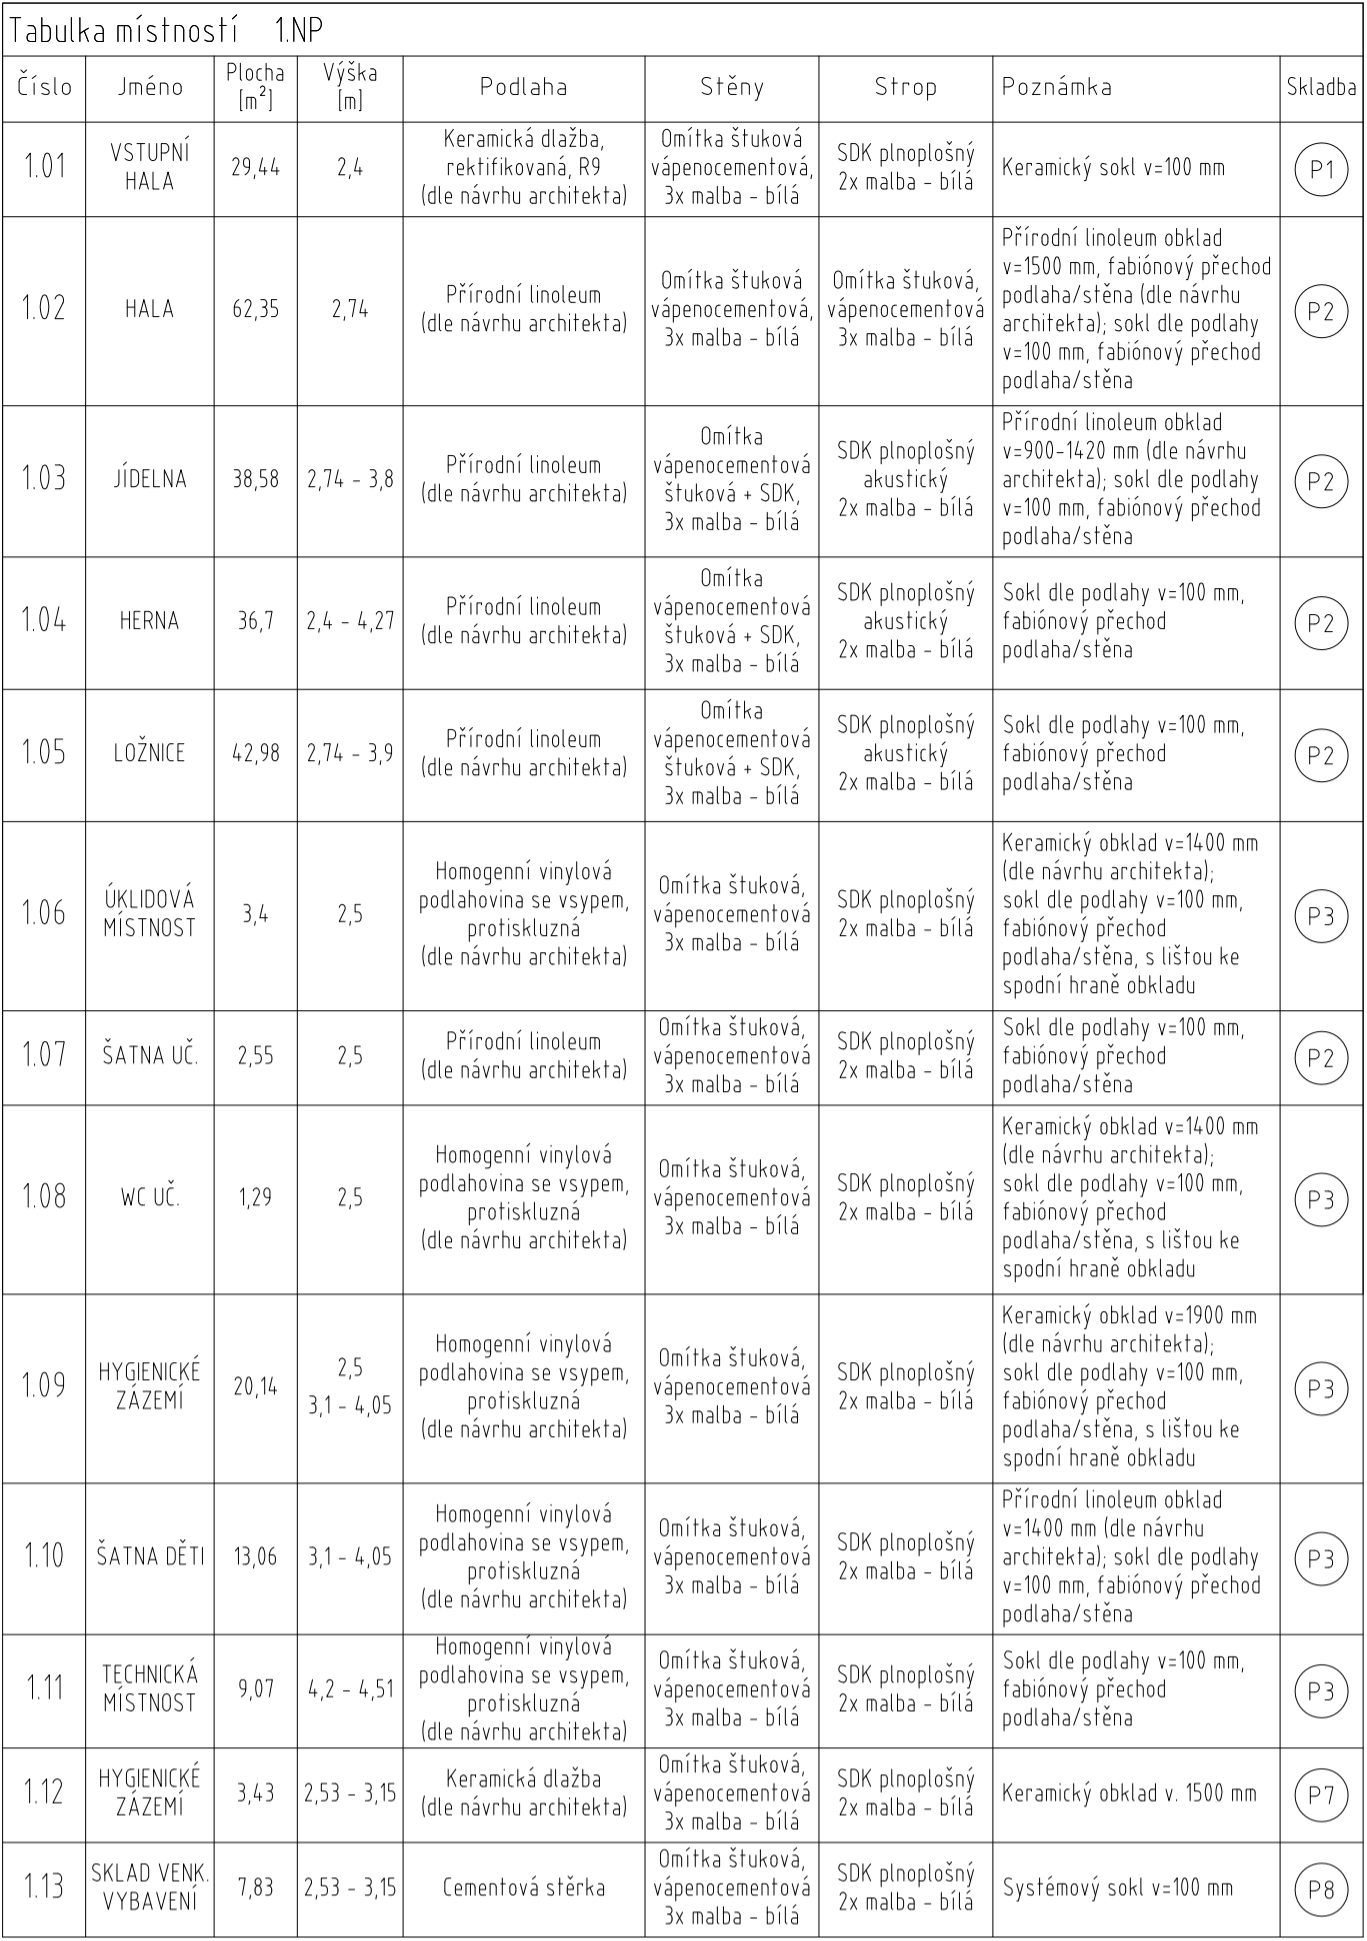 Tabulka místností 1.NP
Číslo Jméno Plocha [m²] Výška [m] Podlaha Stěny Strop Poznámka Skladba
1.01
VSTUPNÍ
HALA
29,44
2,4
Keramická dlažba,
rektifikovaná, R9
(dle návrhu architekta)
Omítka štuková
vápenocementová,
3x malba - bílá
SDK plnoplošný
2x malba - bílá
Keramický sokl v=100 mm
P1
1.02
HALA
62,35
2,74
Přírodní linoleum
(dle návrhu architekta)
Omítka štuková
vápenocementová,
3x malba - bílá
Omítka štuková,
vápenocementová
3x malba - bílá
Přírodní linoleum obklad
v=1500 mm, fabiónový přechod
podlaha/stěna (dle návrhu
architekta); sokl dle podlahy
v=100 mm, fabiónový přechod
podlaha/stěna
P2
1.03
JÍDELNA
38,58
2,74 - 3,8
Přírodní linoleum
(dle návrhu architekta)
Omítka
vápenocementová
štuková + SDK,
3x malba - bílá
SDK plnoplošný
akustický
2x malba - bílá
Přírodní linoleum obklad
v=900-1420 mm (dle návrhu
architekta); sokl dle podlahy
v=100 mm, fabiónový přechod
podlaha/stěna
P2
1.04
HERNA
36,7
2,4 - 4,27
Přírodní linoleum
(dle návrhu architekta)
Omítka
vápenocementová
štuková + SDK,
3x malba - bílá
SDK plnoplošný
akustický
2x malba - bílá
Sokl dle podlahy v=100 mm,
fabiónový přechod
podlaha/stěna
P2
1.05
LOŽNICE
42,98
2,74 - 3,9
Přírodní linoleum
(dle návrhu architekta)
Omítka
vápenocementová
štuková + SDK,
3x malba - bílá
SDK plnoplošný
akustický
2x malba - bílá
Sokl dle podlahy v=100 mm,
fabiónový přechod
podlaha/stěna
P2
1.06
ÚKLIDOVÁ
MÍSTNOST
3,4
2,5
Homogenní vinylová
podlahovina se vsypem,
protiskluzná
(dle návrhu architekta)
Omítka štuková,
vápenocementová
3x malba - bílá
SDK plnoplošný
2x malba - bílá
Keramický obklad v=1400 mm
(dle návrhu architekta);
sokl dle podlahy v=100 mm,
fabiónový přechod
podlaha/stěna, s lištou ke
spodní hraně obkladu
P3
1.07
ŠATNA UČ.
2,55
2,5
Přírodní linoleum
(dle návrhu architekta)
Omítka štuková,
vápenocementová
3x malba - bílá
SDK plnoplošný
2x malba - bílá
Sokl dle podlahy v=100 mm,
fabiónový přechod
podlaha/stěna
P2
1.08
WC UČ.
1,29
2,5
Homogenní vinylová
podlahovina se vsypem,
protiskluzná
(dle návrhu architekta)
Omítka štuková,
vápenocementová
3x malba - bílá
SDK plnoplošný
2x malba - bílá
Keramický obklad v=1400 mm
(dle návrhu architekta);
sokl dle podlahy v=100 mm,
fabiónový přechod
podlaha/stěna, s lištou ke
spodní hraně obkladu
P3
1.09
HYGIENICKÉ
ZÁZEMÍ
20,14
2,5
3,1 - 4,05
Homogenní vinylová
podlahovina se vsypem,
protiskluzná
(dle návrhu architekta)
Omítka štuková,
vápenocementová
3x malba - bílá
SDK plnoplošný
2x malba - bílá
Keramický obklad v=1900 mm
(dle návrhu architekta);
sokl dle podlahy v=100 mm,
fabiónový přechod
podlaha/stěna, s lištou ke
spodní hraně obkladu
P3
1.10
ŠATNA DĚTI
13,06
3,1 - 4,05
Homogenní vinylová
podlahovina se vsypem,
protiskluzná
(dle návrhu architekta)
Omítka štuková,
vápenocementová
3x malba - bílá
SDK plnoplošný
2x malba - bílá
Přírodní linoleum obklad
v=1400 mm (dle návrhu
architekta); sokl dle podlahy
v=100 mm, fabiónový přechod
podlaha/stěna
P3
1.11
TECHNICKÁ
MÍSTNOST
9,07
4,2 - 4,51
Homogenní vinylová
podlahovina se vsypem,
protiskluzná
(dle návrhu architekta)
Omítka štuková,
vápenocementová
3x malba - bílá
SDK plnoplošný
2x malba - bílá
Sokl dle podlahy v=100 mm,
fabiónový přechod
podlaha/stěna
P3
1.12
HYGIENICKÉ
ZÁZEMÍ
3,43
2,53 - 3,15
Keramická dlažba
(dle návrhu architekta)
Omítka štuková,
vápenocementová
3x malba - bílá
SDK plnoplošný
2x malba - bílá
Keramický obklad v. 1500 mm
P7
1.13
SKLAD VENK.
VYBAVENÍ
7,83
2,53 - 3,15
Cementová stěrka
Omítka štuková,
vápenocementová
3x malba - bílá
SDK plnoplošný
2x malba - bílá
Systémový sokl v=100 mm
P8